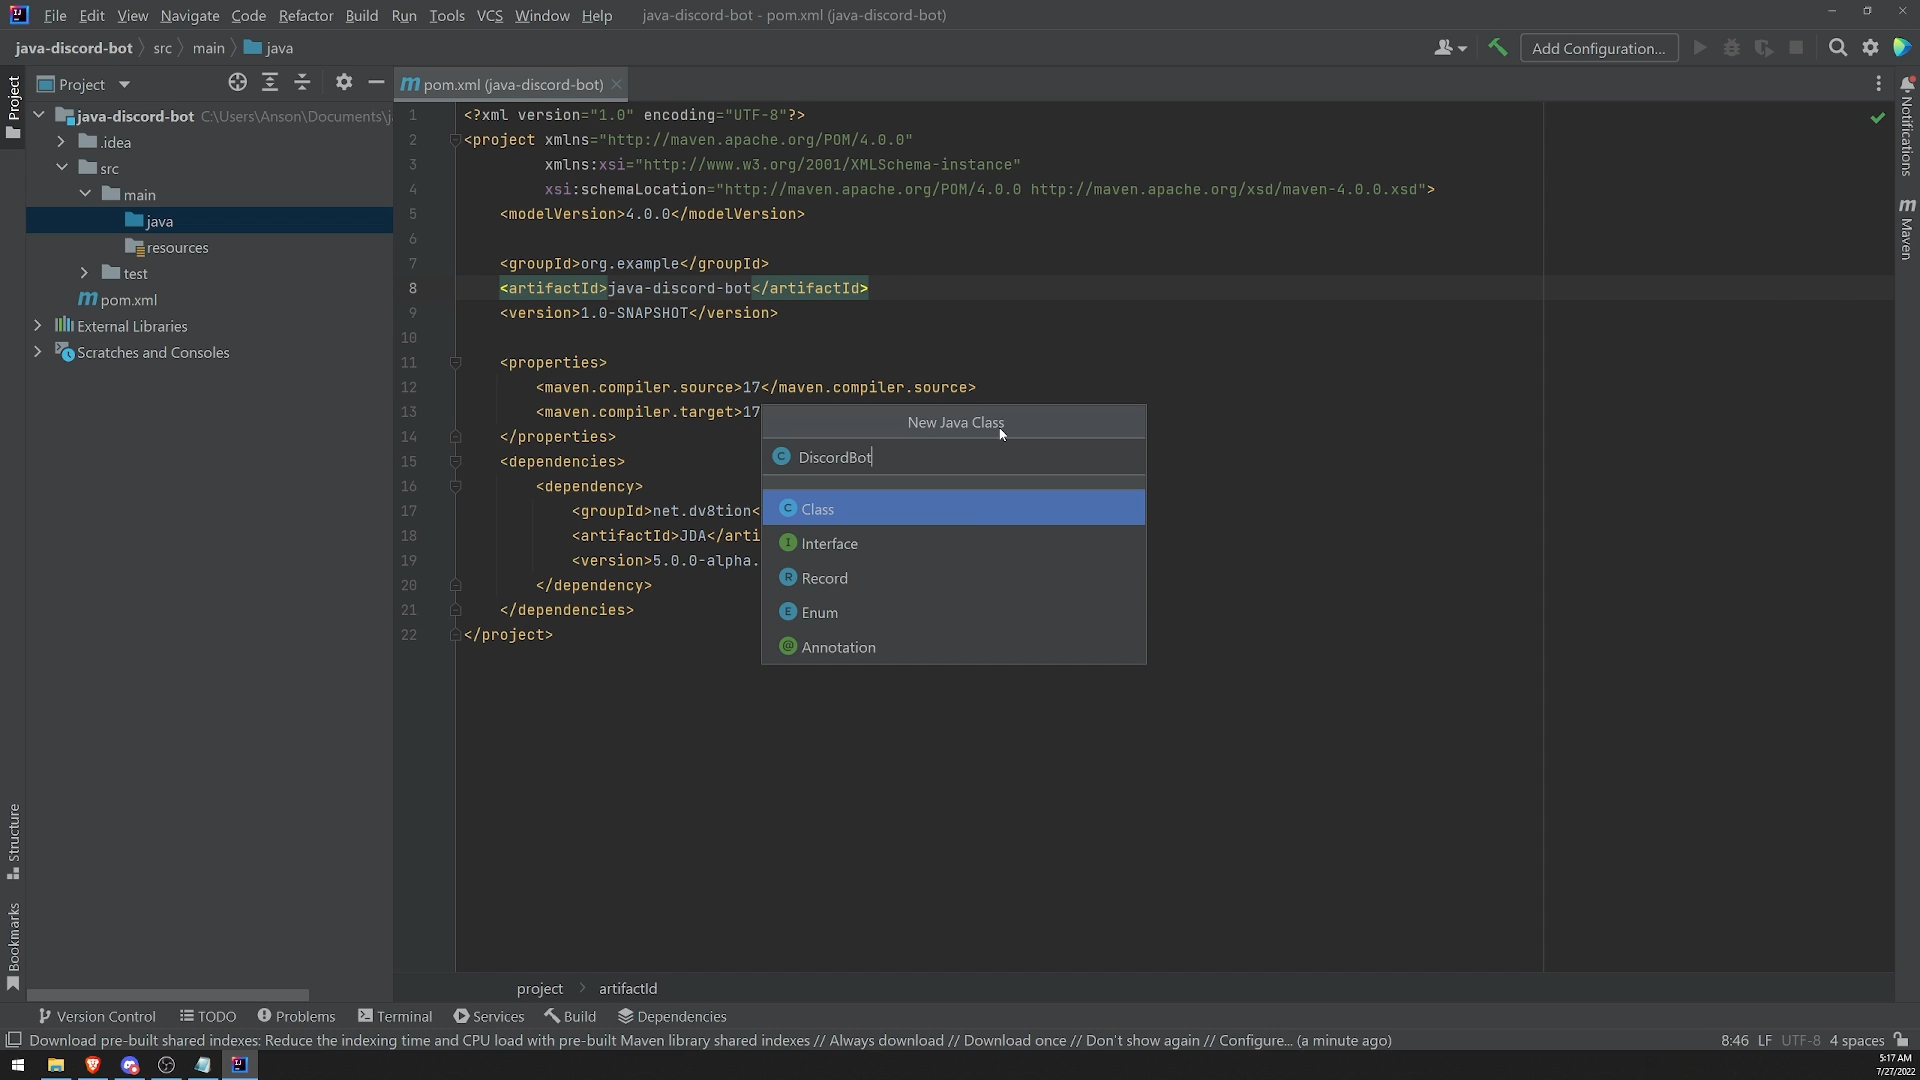 File Edit View Navigate Code Refactor Build Run Tools VCS Window Help java-discord-bot - pom.xml (java-discord-bot)
java-discord-bot src main java
Add Configuration...
Project
Project
java-discord-bot C:\Users\Anson\Documents\j
.idea
src
main
java
resources
test
m pom.xml
External Libraries
Scratches and Consoles
Structure
Bookmarks
m pom.xml (java-discord-bot)
1 <?xml version="1.0" encoding="UTF-8"?>
2 <project xmlns="http://maven.apache.org/POM/4.0.0"
3 xmlns:xsi="http://www.w3.org/2001/XMLSchema-instance"
4 xsi:schemaLocation="http://maven.apache.org/POM/4.0.0 http://maven.apache.org/xsd/maven-4.0.0.xsd">
5 <modelVersion>4.0.0</modelVersion>
6
7 <groupId>org.example</groupId>
8 <artifactId>java-discord-bot</artifactId>
9 <version>1.0-SNAPSHOT</version>
10
11 <properties>
12 <maven.compiler.source>17</maven.compiler.source>
13 <maven.compiler.target>17
14 </properties>
15 <dependencies>
16 <dependency>
17 <groupId>net.dv8tion<
18 <artifactId>JDA</arti
19 <version>5.0.0-alpha.
20 </dependency>
21 </dependencies>
22 </project>
New Java Class
C DiscordBot
C Class
I Interface
R Record
E Enum
@ Annotation
Notifications
m Maven
project artifactId
Version Control TODO Problems Terminal Services Build Dependencies
Download pre-built shared indexes: Reduce the indexing time and CPU load with pre-built Maven library shared indexes // Always download // Download once // Don't show again // Configure... (a minute ago) 8:46 LF UTF-8 4 spaces
5:17 AM
7/27/2022